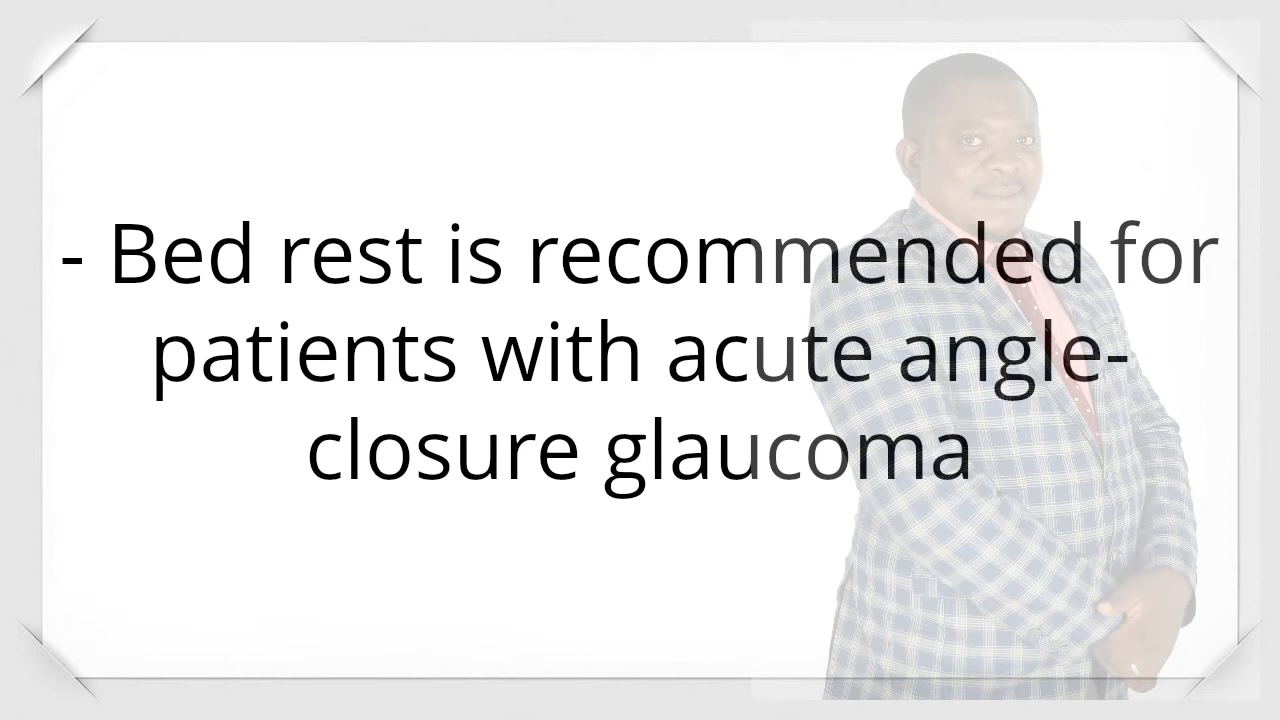 - Bed rest is recommended for
patients with acute angle-
closure glaucoma